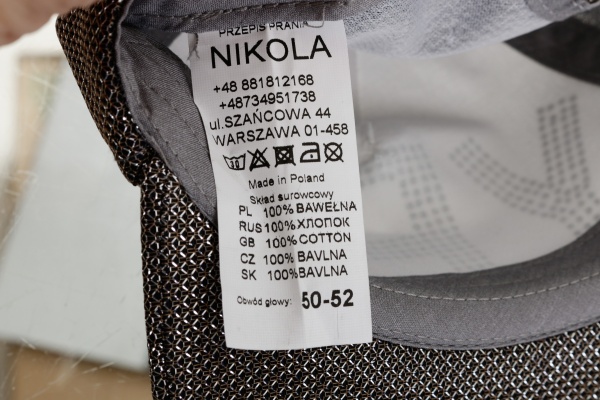 PRZEPIS PRANIA
NIKOLA
+48 881812168
+48734951738
ul.SZAŃCOWA 44
WARSZAWA 01-458
Made in Poland
Skład surowcowy
PL 100% BAWEŁNA
RUS 100% ХЛОПОК
GB 100% COTTON
CZ 100% BAVLNA
SK 100% BAVLNA
Obwód głowy: 50-52